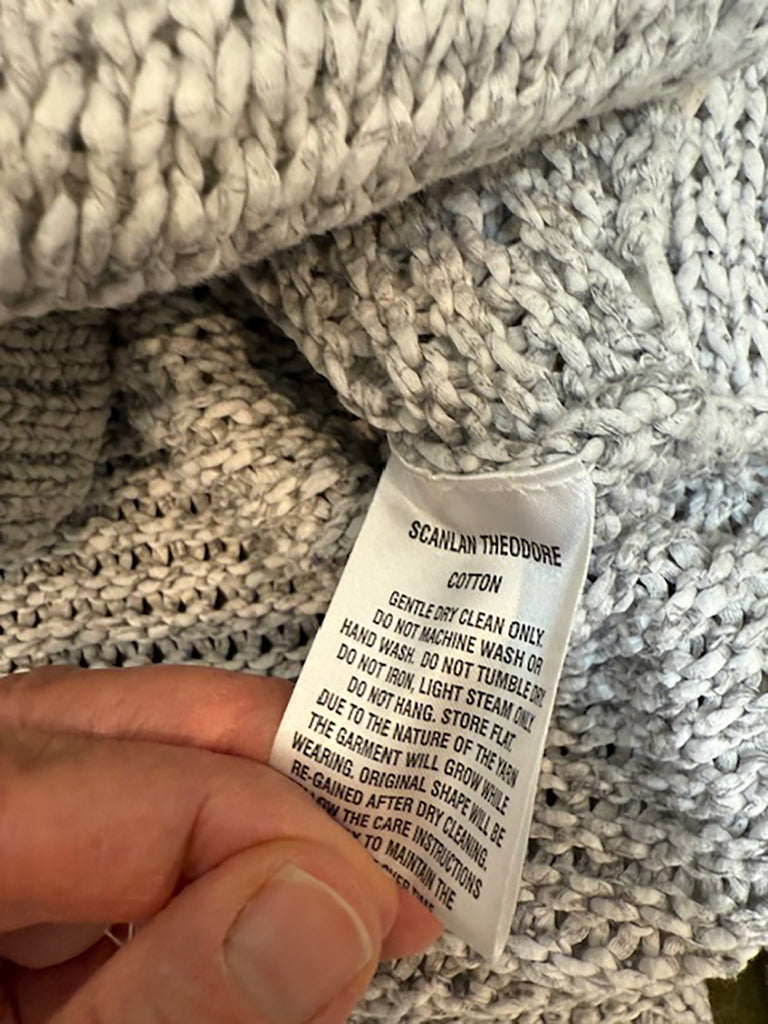 SCANLAN THEODORE
COTTON
GENTLE DRY CLEAN ONLY.
DO NOT MACHINE WASH OR
HAND WASH. DO NOT TUMBLE DRY.
DO NOT IRON, LIGHT STEAM ONLY.
DO NOT HANG. STORE FLAT.
DUE TO THE NATURE OF THE YARN
THE GARMENT WILL GROW WHILE
WEARING. ORIGINAL SHAPE WILL BE
RE-GAINED AFTER DRY CLEANING.
THE CARE INSTRUCTIONS
TO MAINTAIN THE